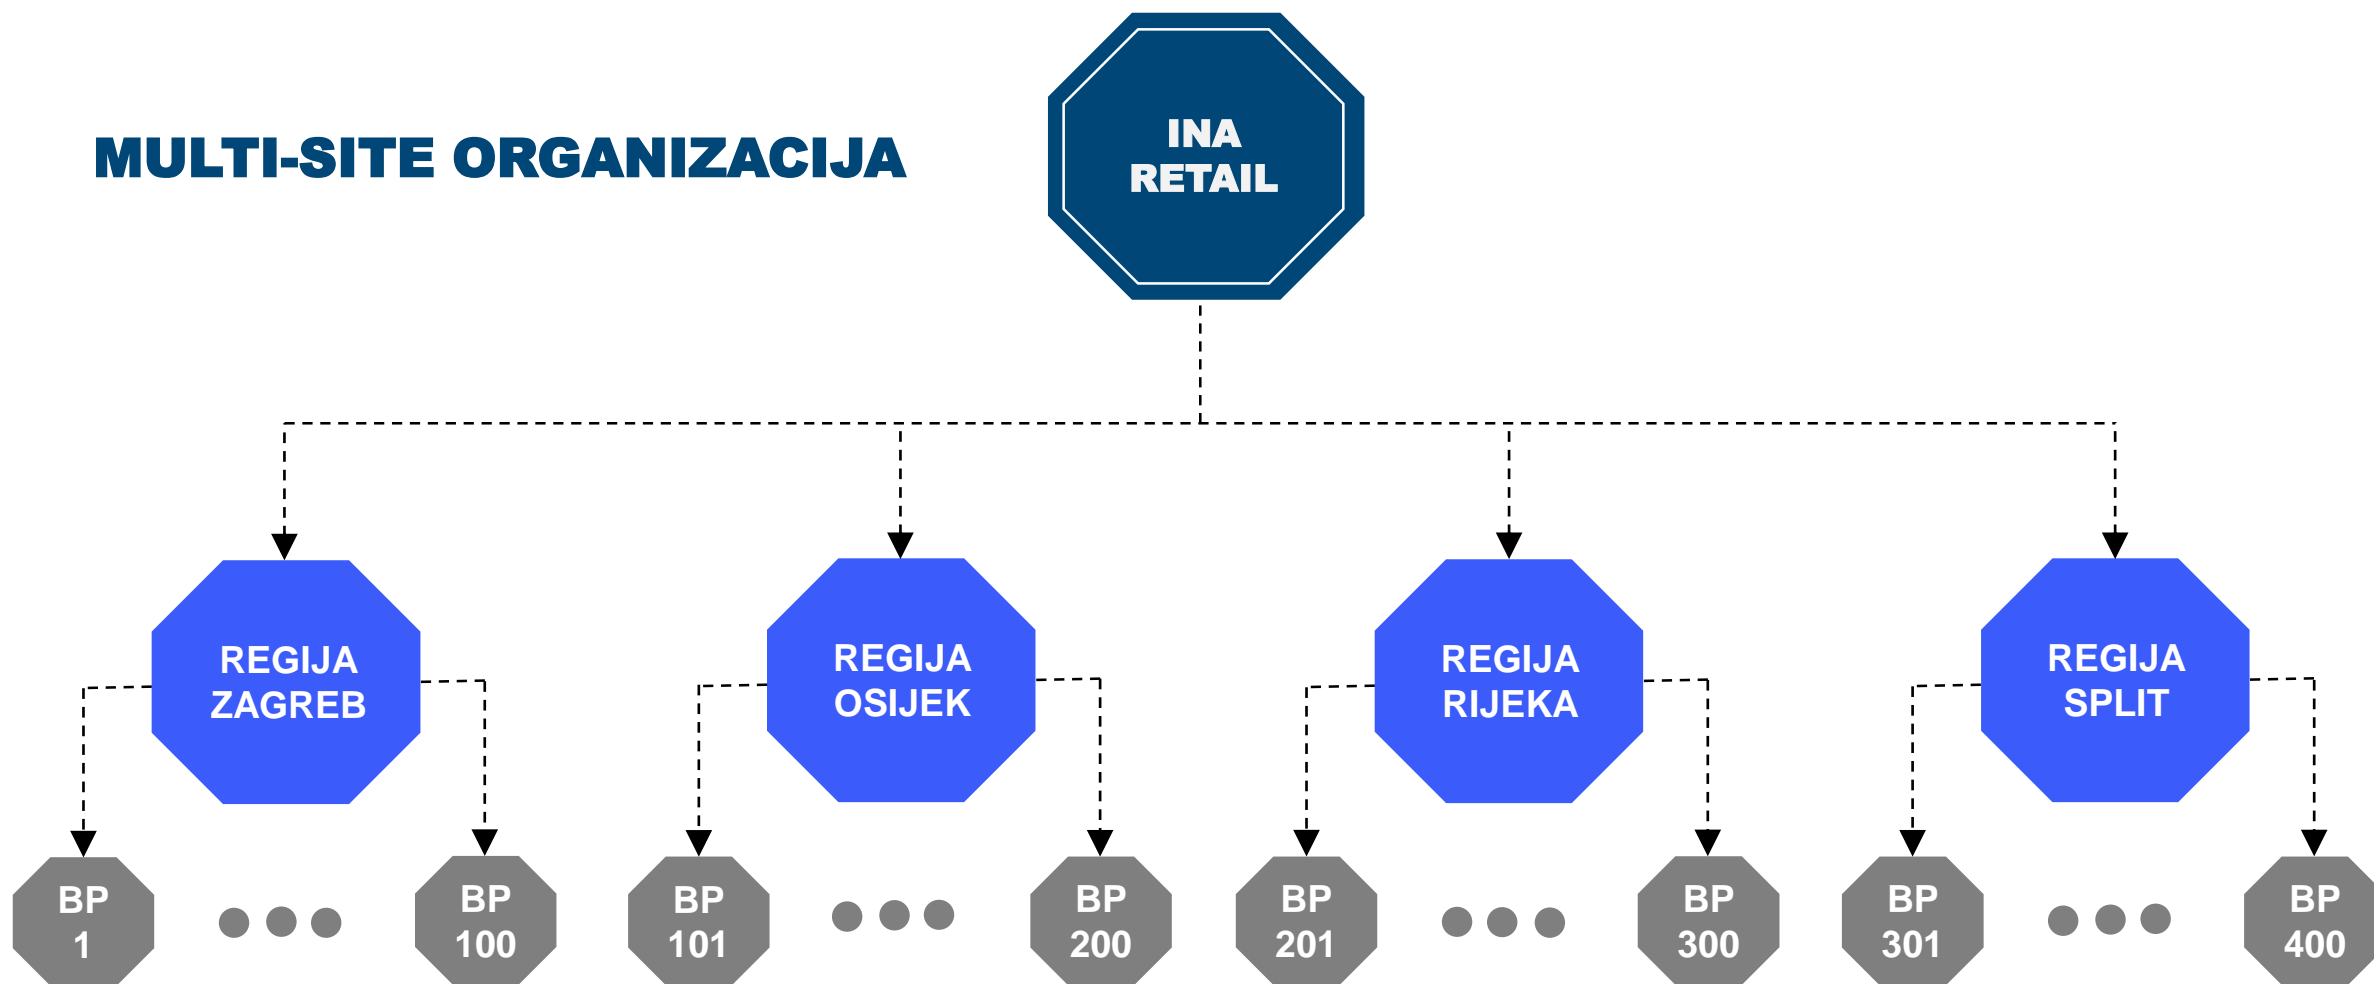 MULTI-SITE ORGANIZACIJA
INA
RETAIL
REGIJA
ZAGREB
REGIJA
OSIJEK
REGIJA
RIJEKA
REGIJA
SPLIT
BP
1
BP
100
BP
101
BP
200
BP
201
BP
300
BP
301
BP
400